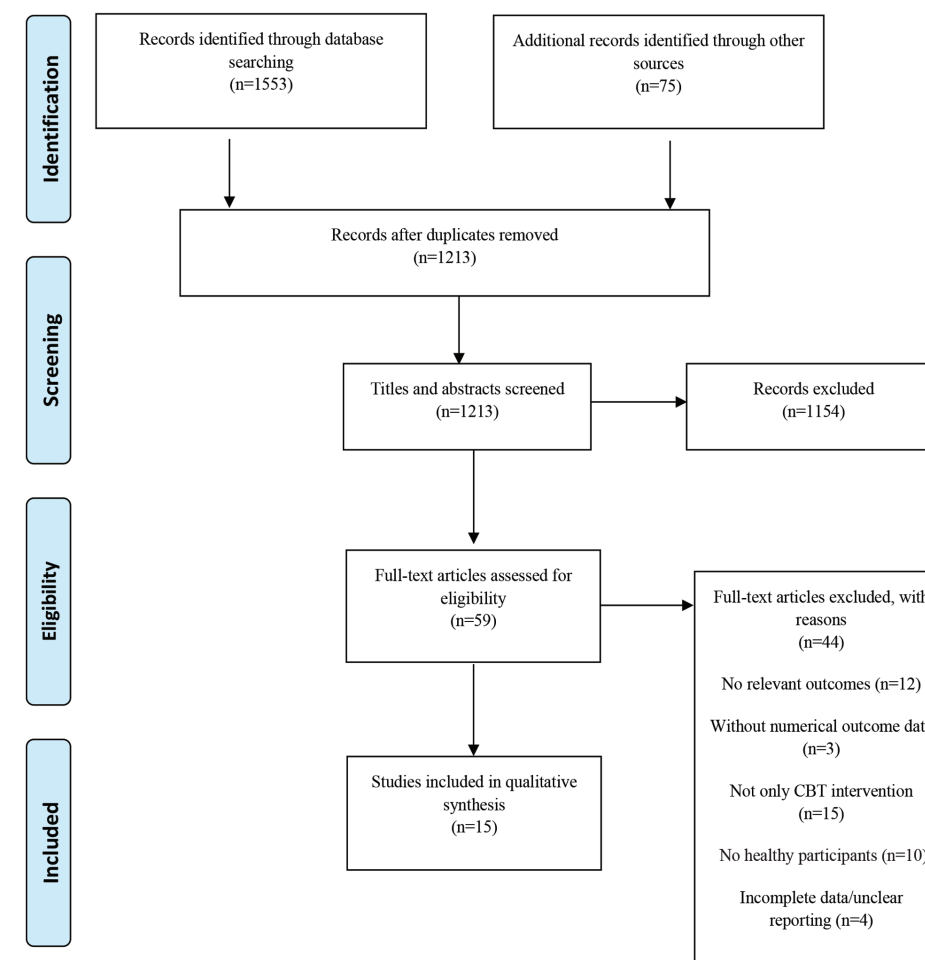 Identification
Records identified through database
searching
(n=1553)
Additional records identified through other
sources
(n=75)
Records after duplicates removed
(n=1213)
Screening
Titles and abstracts screened
(n=1213)
Records excluded
(n=1154)
Eligibility
Full-text articles assessed for
eligibility
(n=59)
Full-text articles excluded, with
reasons
(n=44)
No relevant outcomes (n=12)
Without numerical outcome dat
(n=3)
Not only CBT intervention
(n=15)
No healthy participants (n=10)
Incomplete data/unclear
reporting (n=4)
Included
Studies included in qualitative
synthesis
(n=15)